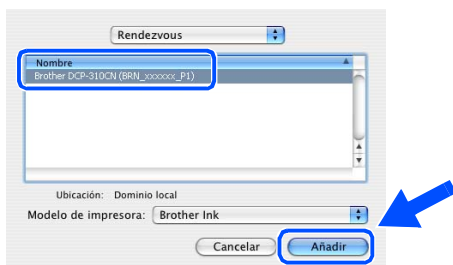 Rendezvous
Nombre
Brother DCP-310CN (BRN_xxxxxx_P1)
Ubicación: Dominio local
Modelo de impresora: Brother Ink
Cancelar Añadir